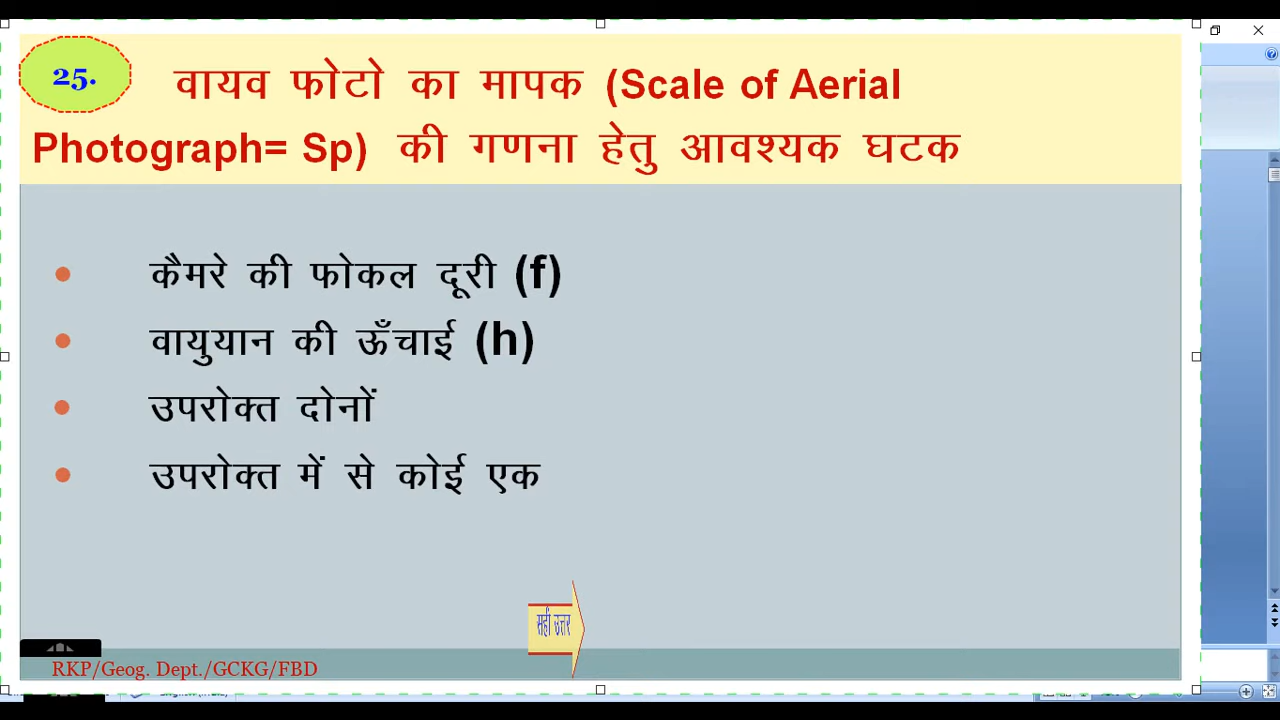 25.
वायव फोटो का मापक (Scale of Aerial
Photograph= Sp) की गणना हेतु आवश्यक घटक
कैमरे की फोकल दूरी (f)
वायुयान की ऊँचाई (h)
उपरोक्त दोनों
उपरोक्त में से कोई एक
सही उत्तर
RKP/Geog. Dept./GCKG/FBD